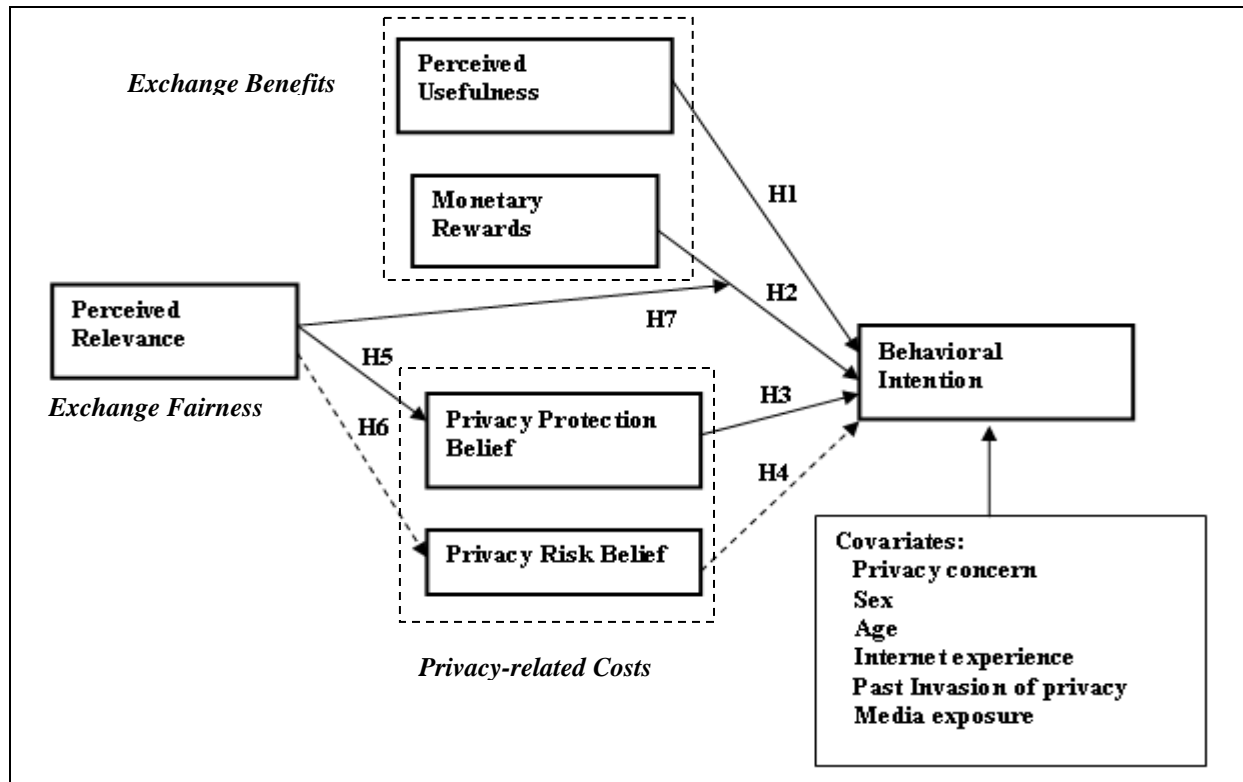 Exchange Benefits
Perceived
Usefulness
Monetary
Rewards
H1
H2
H7
Perceived
Relevance
Exchange Fairness
H5
H6
Privacy Protection
Belief
Privacy Risk Belief
Privacy-related Costs
H3
H4
Behavioral
Intention
Covariates:
Privacy concern
Sex
Age
Internet experience
Past Invasion of privacy
Media exposure